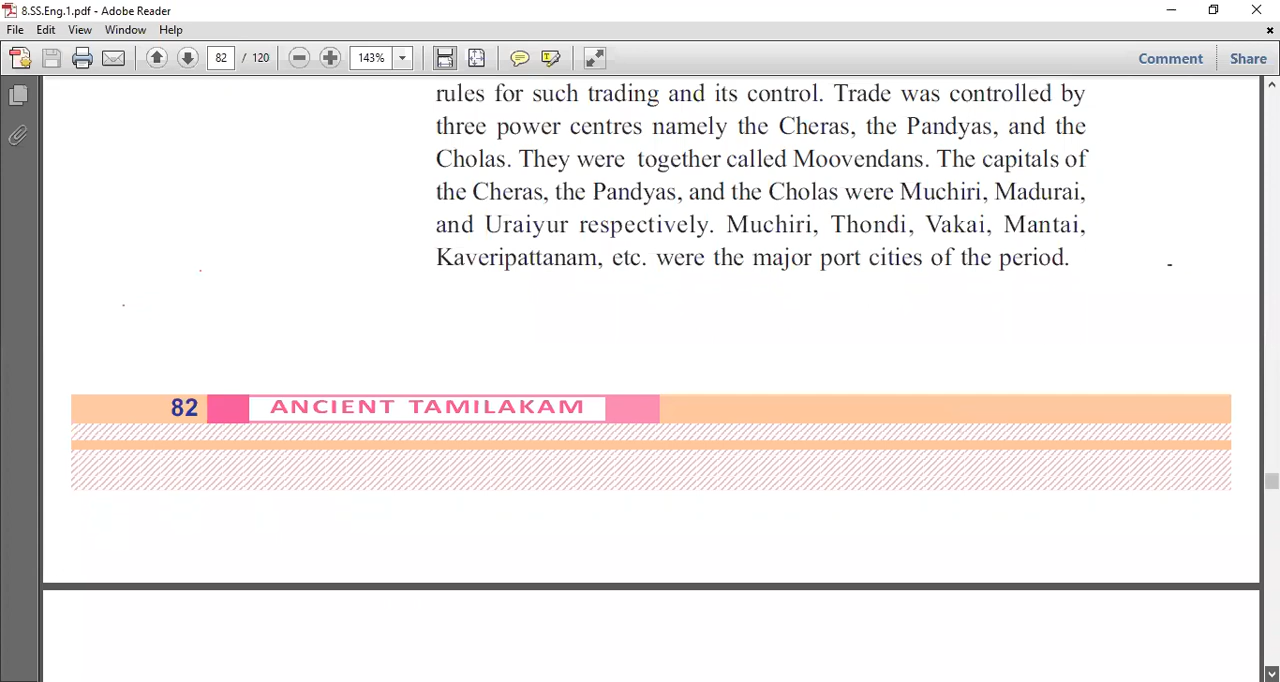 8.SS.Eng.1.pdf - Adobe Reader
File Edit View Window Help
82 / 120 143% Comment Share
rules for such trading and its control. Trade was controlled by
three power centres namely the Cheras, the Pandyas, and the
Cholas. They were together called Moovendans. The capitals of
the Cheras, the Pandyas, and the Cholas were Muchiri, Madurai,
and Uraiyur respectively. Muchiri, Thondi, Vakai, Mantai,
Kaveripattanam, etc. were the major port cities of the period.
82 ANCIENT TAMILAKAM